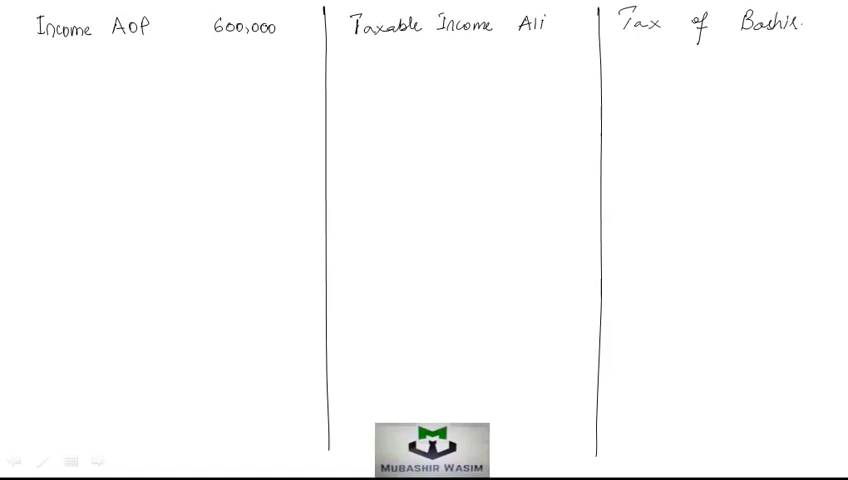 Income AOP 600,000
Taxable Income Ali
Tax of Bashir.
MUBASHIR WASIM